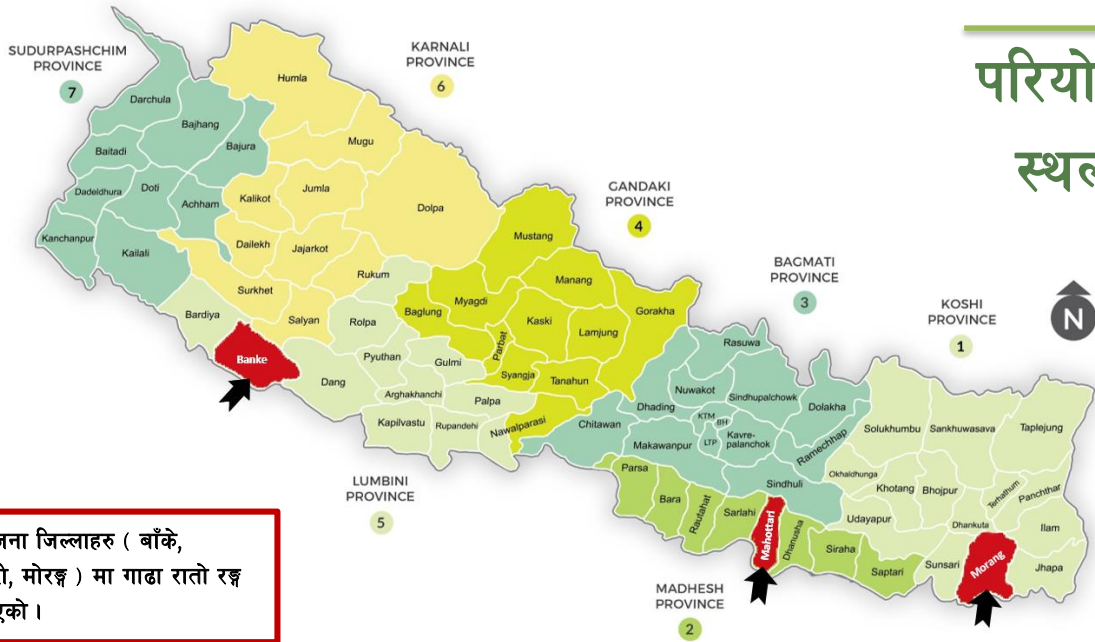 परियो
स्थल
SUDURPASHCHIM
PROVINCE
7
KARNALI
PROVINCE
6
GANDAKI
PROVINCE
4
BAGMATI
PROVINCE
3
KOSHI
PROVINCE
1
N
LUMBINI
PROVINCE
5
MADHESH
PROVINCE
2
Darchula
Bajhang
Baitadi
Bajura
Dadeldhura
Doti
Achham
Kanchanpur
Kailali
Humla
Mugu
Jumla
Kalikot
Dolpa
Dailekh
Jajarkot
Rukum
Surkhet
Salyan
Bardiya
Banke
Rolpa
Dang
Pyuthan
Gulmi
Arghakhanchi
Palpa
Kapilvastu
Rupandehi
Nawalparasi
Mustang
Manang
Myagdi
Baglung
Kaski
Lamjung
Gorakha
Parbat
Syangja
Tanahun
Rasuwa
Nuwakot
Sindhupalchowk
Dhading
Dolakha
KTM
BH
LTP
Kavre-
palanchok
Chitawan
Makawanpur
Ramechhap
Sindhuli
Parsa
Bara
Rautahat
Sarlahi
Mahottari
Dhanusha
Siraha
Saptari
Solukhumbu
Sankhuwasava
Taplejung
Okhaldhunga
Khotang
Bhojpur
Terhathum
Panchthar
Udayapur
Dhankuta
Ilam
Sunsari
Morang
Jhapa
जना जिल्लाहरु ( बाँके,
मोरङ्ग ) मा गाढा रातो रङ्ग
एको ।